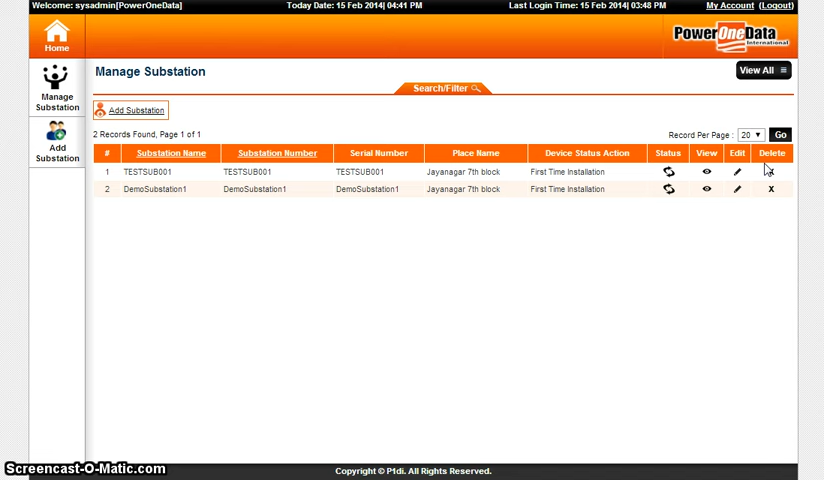 Welcome: sysadmin[PowerOneData] Today Date: 15 Feb 2014| 04:41 PM Last Login Time: 15 Feb 2014| 03:48 PM My Account (Logout)
Home
PowerOneData
International
Manage Substation
View All
Search/Filter
Manage
Substation
Add Substation
Add
Substation
2 Records Found, Page 1 of 1 Record Per Page : 20 Go
# Substation Name Substation Number Serial Number Place Name Device Status Action Status View Edit Delete
1 TESTSUB001 TESTSUB001 TESTSUB001 Jayanagar 7th block First Time Installation X
2 DemoSubstation1 DemoSubstation1 DemoSubstation1 Jayanagar 7th block First Time Installation X
Screencast-O-Matic.com
Copyright © P1di. All Rights Reserved.